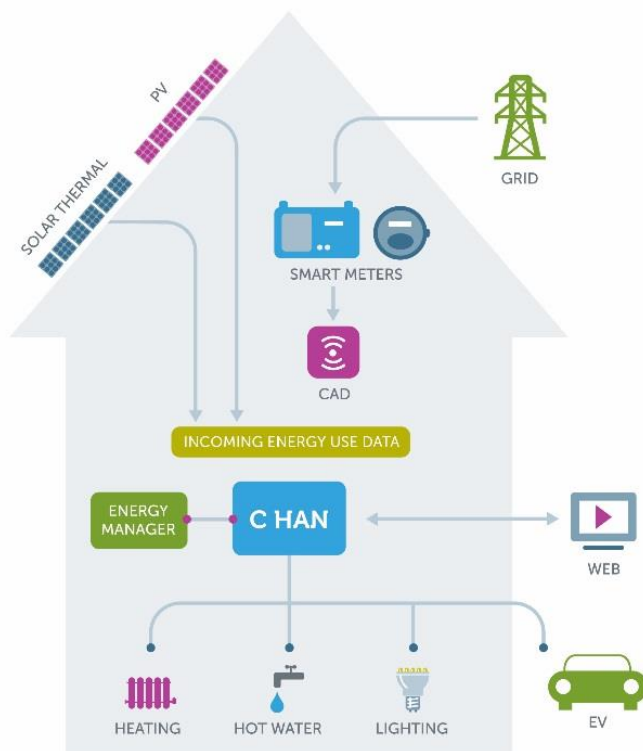 PV
SOLAR THERMAL
GRID
SMART METERS
CAD
INCOMING ENERGY USE DATA
ENERGY
MANAGER
C HAN
WEB
HEATING
HOT WATER
LIGHTING
EV